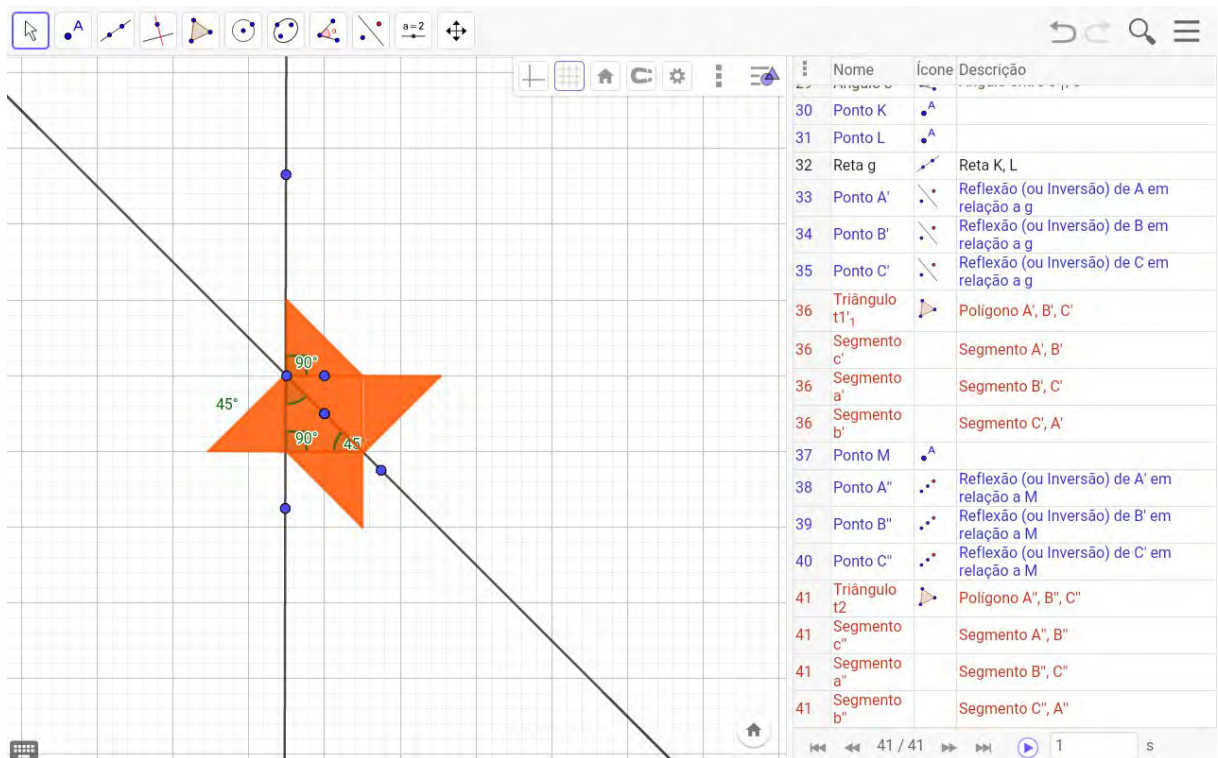 A
a=2
Nome Ícone Descrição
30 Ponto K
31 Ponto L
32 Reta g Reta K, L
33 Ponto A' Reflexão (ou Inversão) de A em
relação a g
34 Ponto B' Reflexão (ou Inversão) de B em
relação a g
35 Ponto C' Reflexão (ou Inversão) de C em
relação a g
36 Triângulo t1'₁ Polígono A', B', C'
36 Segmento c' Segmento A', B'
36 Segmento a' Segmento B', C'
36 Segmento b' Segmento C', A'
37 Ponto M
38 Ponto A" Reflexão (ou Inversão) de A' em
relação a M
39 Ponto B" Reflexão (ou Inversão) de B' em
relação a M
40 Ponto C" Reflexão (ou Inversão) de C' em
relação a M
41 Triângulo t2 Polígono A", B", C"
41 Segmento c" Segmento A", B"
41 Segmento a" Segmento B", C"
41 Segmento b" Segmento C", A"
41 / 41 1 s
90°
45°
90°
45